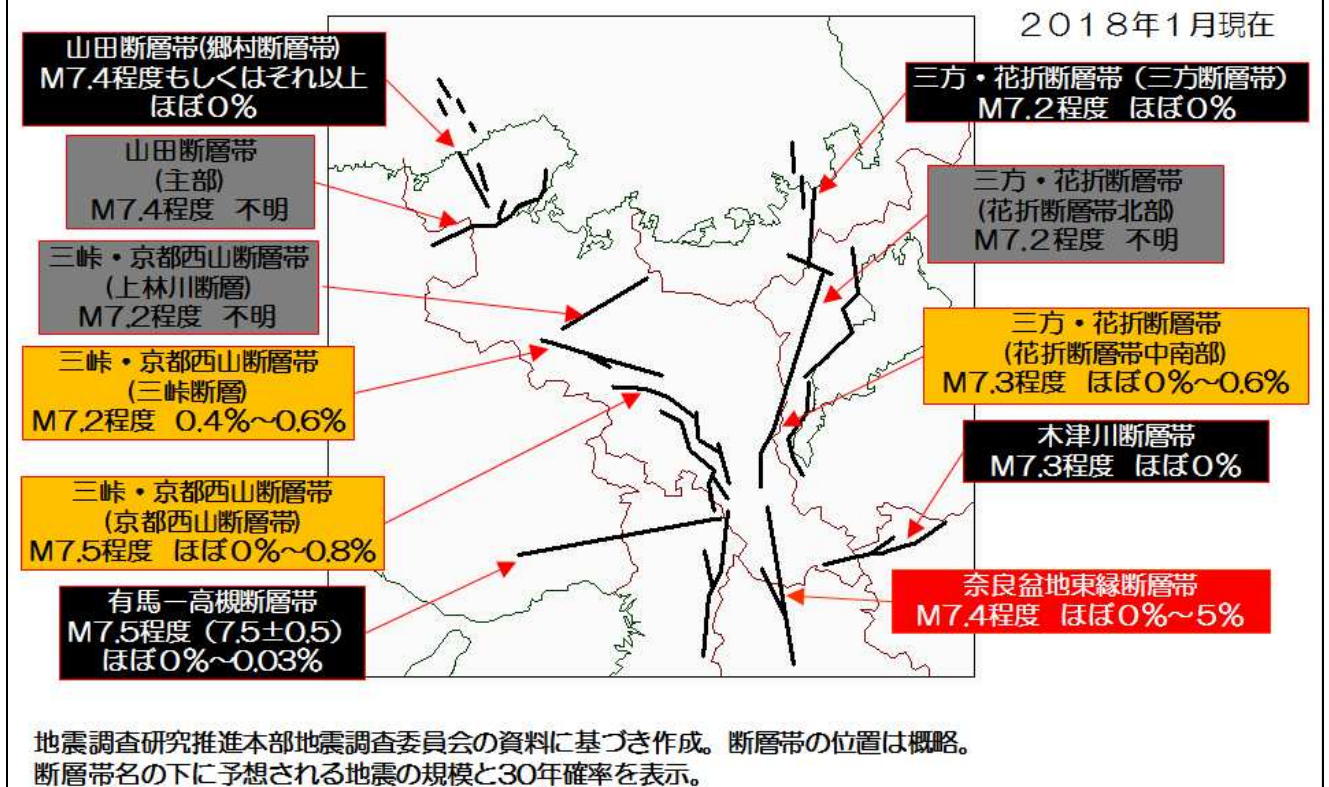 2018年1月現在
山田断層帯(郷村断層帯)
M7.4程度もしくはそれ以上
ほぼ0%
山田断層帯
(主部)
M7.4程度 不明
三峠・京都西山断層帯
(上林川断層)
M7.2程度 不明
三峠・京都西山断層帯
(三峠断層)
M7.2程度 0.4%～0.6%
三峠・京都西山断層帯
(京都西山断層帯)
M7.5程度 ほぼ0%～0.8%
有馬－高槻断層帯
M7.5程度（7.5±0.5）
ほぼ0%～0.03%
三方・花折断層帯（三方断層帯）
M7.2程度 ほぼ0%
三方・花折断層帯
(花折断層帯北部)
M7.2程度 不明
三方・花折断層帯
(花折断層帯中南部)
M7.3程度 ほぼ0%～0.6%
木津川断層帯
M7.3程度 ほぼ0%
奈良盆地東縁断層帯
M7.4程度 ほぼ0%～5%
地震調査研究推進本部地震調査委員会の資料に基づき作成。断層帯の位置は概略。
断層帯名の下に予想される地震の規模と30年確率を表示。